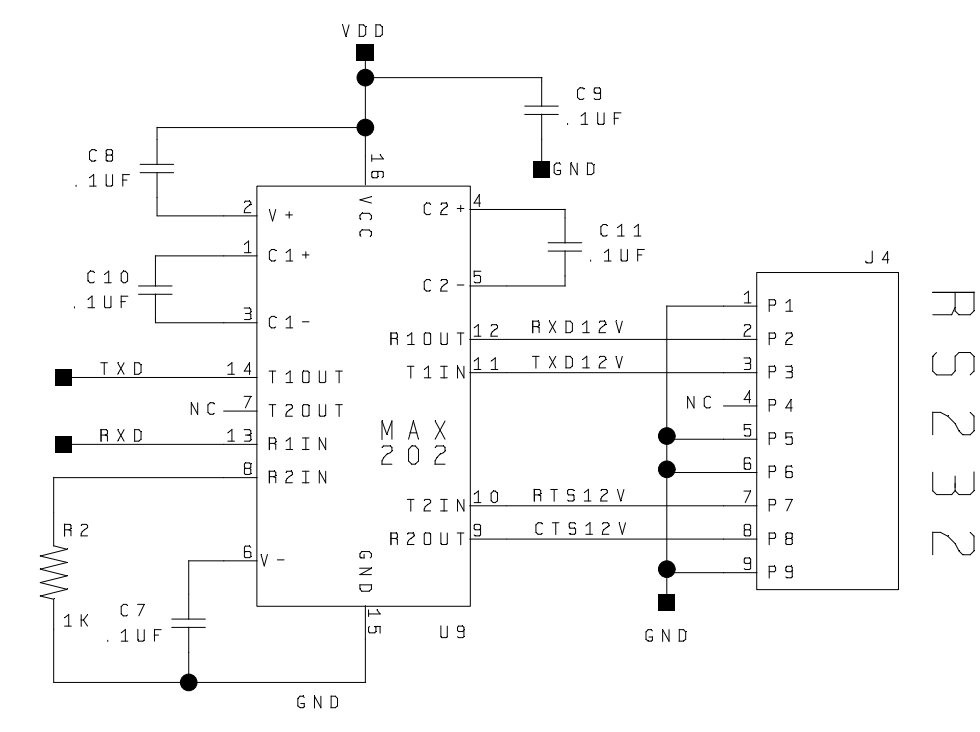 VDD
C9
.1UF
GND
C8
.1UF
16
VCC
2
V+
1
C1+
C10
.1UF
3
C1-
4
C2+
C11
.1UF
5
C2-
12
R1OUT
RXD12V
11
T1IN
TXD12V
TXD
14
T1OUT
NC
7
T2OUT
RXD
13
R1IN
8
R2IN
MAX
202
10
T2IN
RTS12V
9
R2OUT
CTS12V
R2
1K
6
V-
C7
.1UF
GND
15
U9
GND
J4
1
P1
2
P2
3
P3
NC
4
P4
5
P5
6
P6
7
P7
8
P8
9
P9
GND
RS232